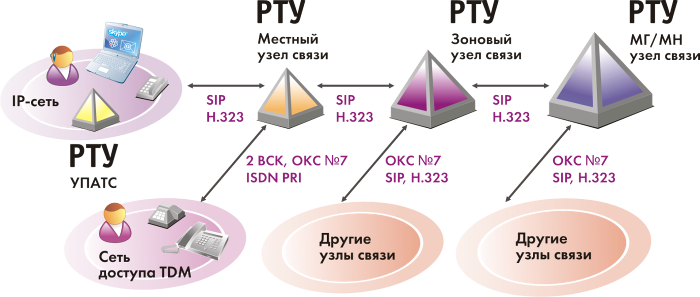 РТУ
Местный
узел связи
РТУ
Зоновый
узел связи
РТУ
МГ/МН
узел связи
skype
IP-сеть
SIP
H.323
SIP
H.323
SIP
H.323
РТУ
УПАТС
2 ВСК, ОКС №7
ISDN PRI
ОКС №7
SIP, H.323
ОКС №7
SIP, H.323
Сеть
доступа TDM
Другие
узлы связи
Другие
узлы связи